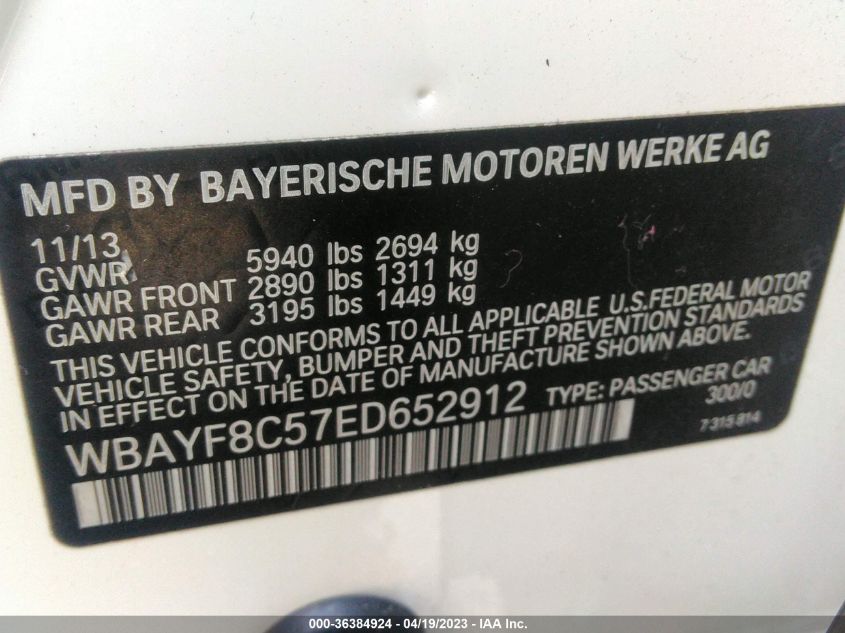 MFD BY BAYERISCHE MOTOREN WERKE AG
11/13
GVWR 5940 lbs 2694 kg
GAWR FRONT 2890 lbs 1311 kg
GAWR REAR 3195 lbs 1449 kg
THIS VEHICLE CONFORMS TO ALL APPLICABLE U.S.FEDERAL MOTOR
VEHICLE SAFETY, BUMPER AND THEFT PREVENTION STANDARDS
IN EFFECT ON THE DATE OF MANUFACTURE SHOWN ABOVE.
WBAYF8C57ED652912 TYPE: PASSENGER CAR
300/0
7 315 814
000-36384924 - 04/19/2023 - IAA Inc.